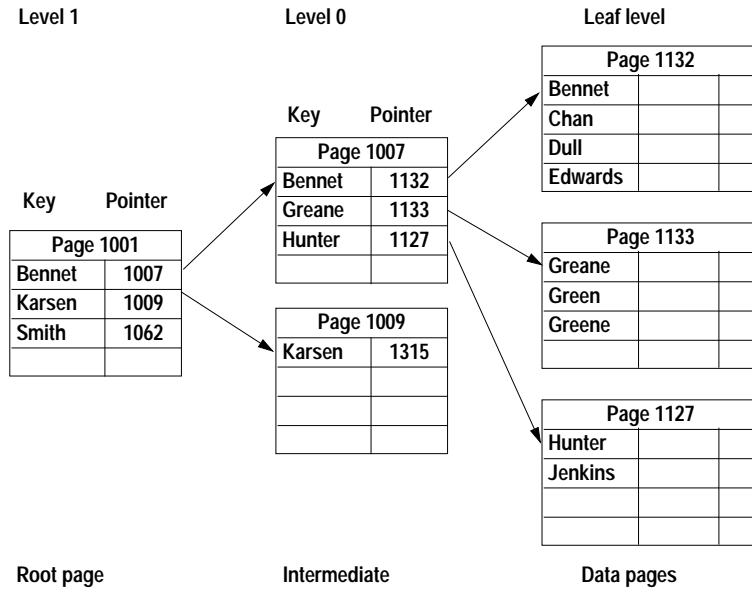 Level 1
Level 0
Leaf level
Key Pointer
Page 1001
Bennet 1007
Karsen 1009
Smith 1062
Key Pointer
Page 1007
Bennet 1132
Greane 1133
Hunter 1127
Page 1009
Karsen 1315
Page 1132
Bennet
Chan
Dull
Edwards
Page 1133
Greane
Green
Greene
Page 1127
Hunter
Jenkins
Root page
Intermediate
Data pages